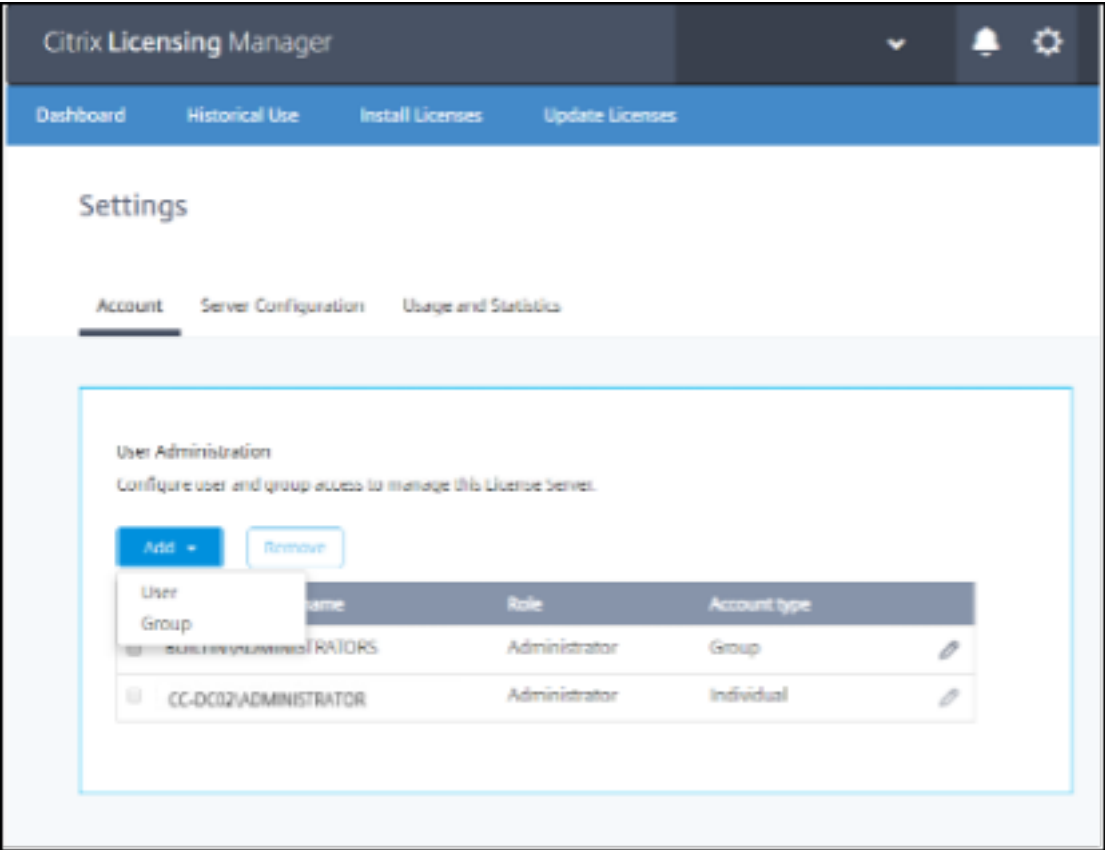 Citrix Licensing Manager
Dashboard Historical Use Install Licenses Update Licenses
Settings
Account Server Configuration Usage and Statistics
User Administration
Configure user and group access to manage this License Server.
Add Remove
User
Group
Role Account type
BUILTIN\ADMINISTRATORS Administrator Group
CC-DC02\ADMINISTRATOR Administrator Individual